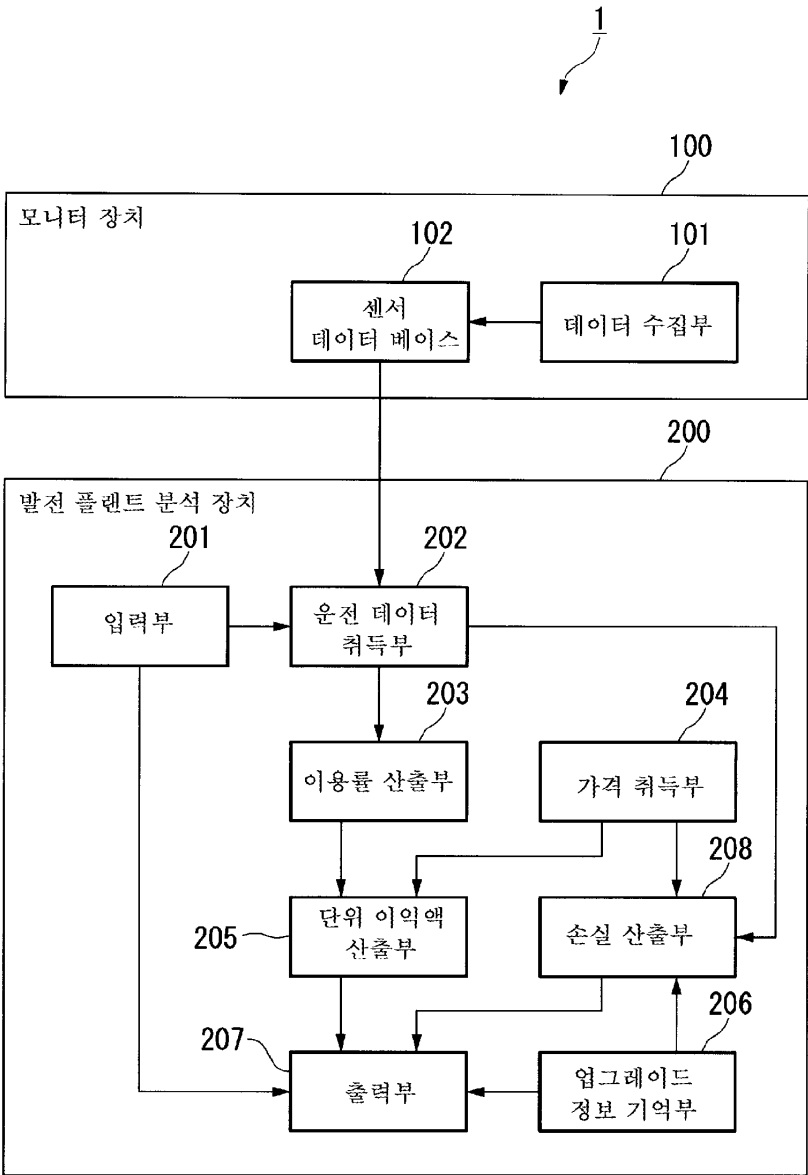 1
100
모니터 장치
102
101
센서
데이터 베이스
데이터 수집부
200
발전 플랜트 분석 장치
201
202
입력부
운전 데이터
취득부
203
204
이용률 산출부
가격 취득부
208
205
단위 이익액
산출부
손실 산출부
206
207
출력부
업그레이드
정보 기억부